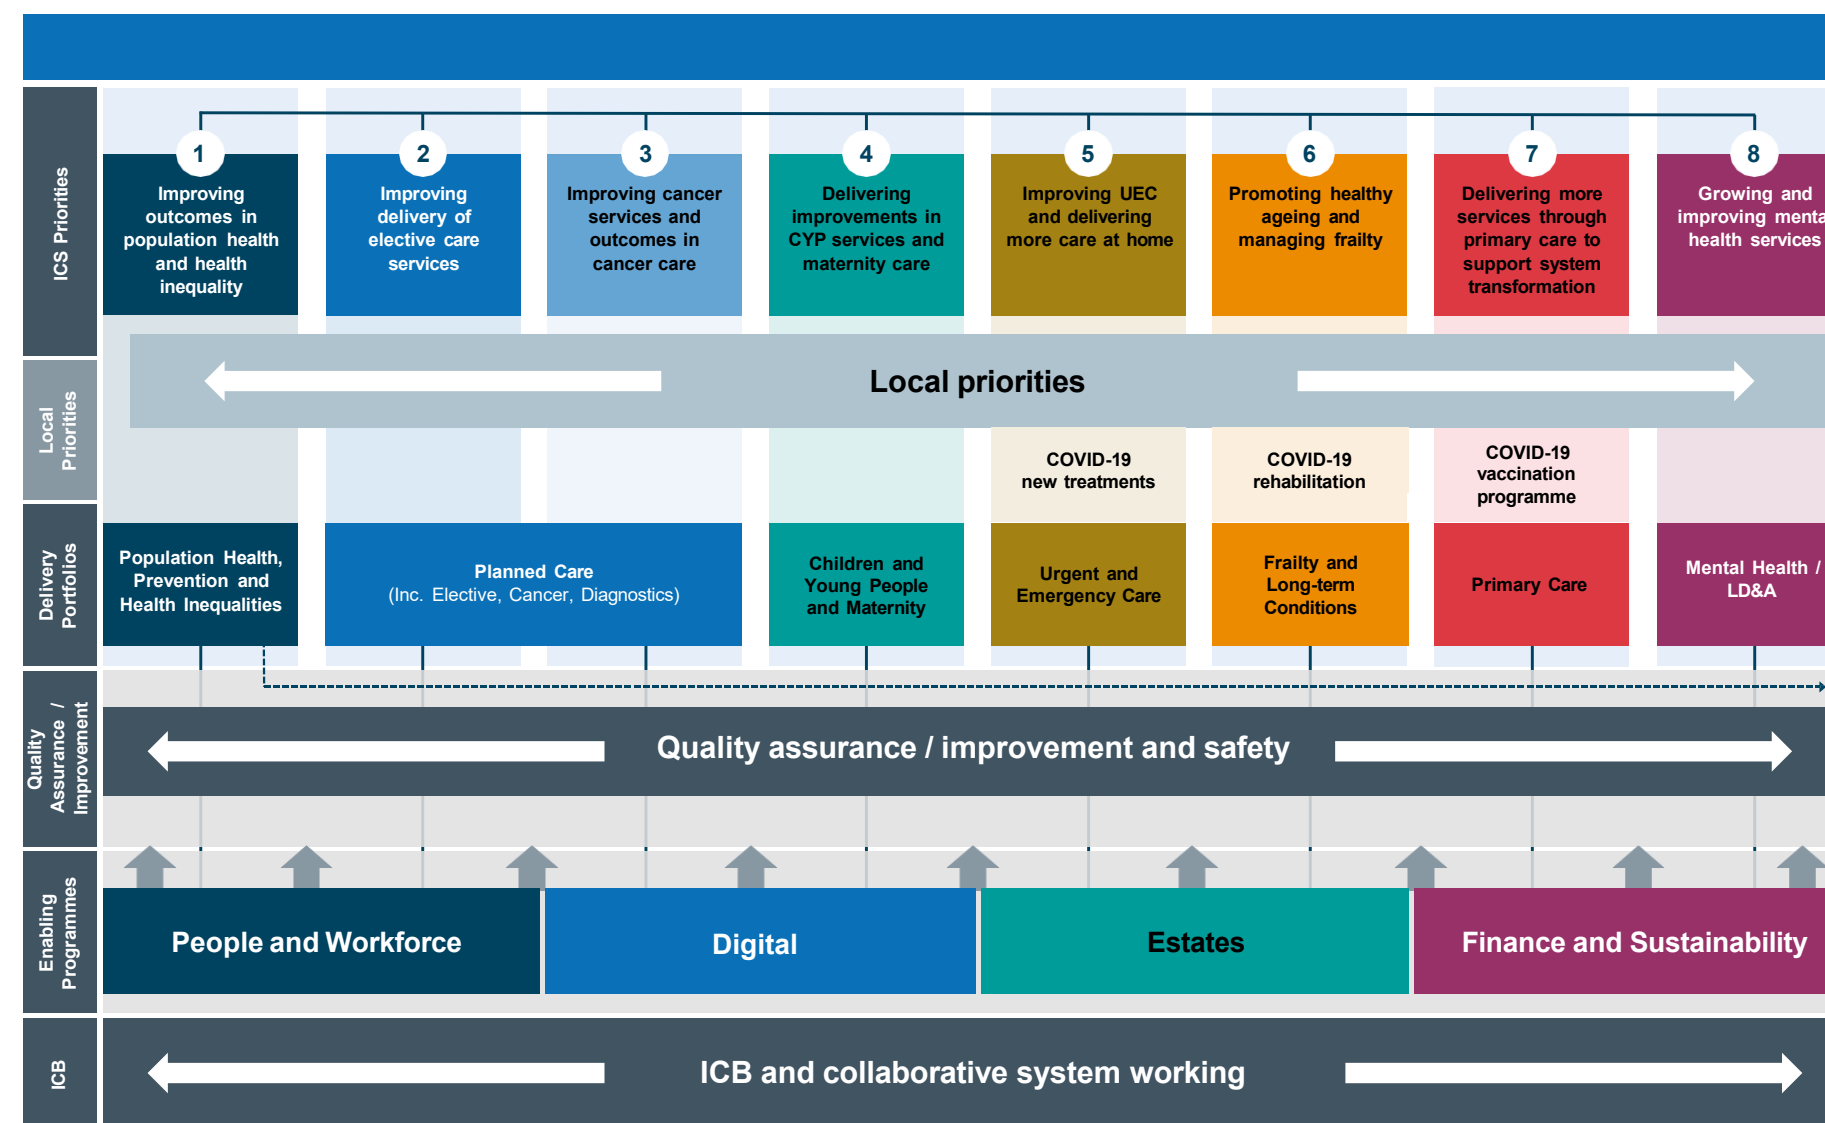 ICS Priorities
1
Improving
outcomes in
population health
and health
inequality
2
Improving
delivery of
elective care
services
3
Improving cancer
services and
outcomes in
cancer care
4
Delivering
improvements in
CYP services and
maternity care
5
Improving UEC
and delivering
more care at home
6
Promoting healthy
ageing and
managing frailty
7
Delivering more
services through
primary care to
support system
transformation
8
Growing and
improving menta
health services
Local
Priorities
Local priorities
COVID-19
new treatments
COVID-19
rehabilitation
COVID-19
vaccination
programme
Delivery
Portfolios
Population Health,
Prevention and
Health Inequalities
Planned Care
(Inc. Elective, Cancer, Diagnostics)
Children and
Young People
and Maternity
Urgent and
Emergency Care
Frailty and
Long-term
Conditions
Primary Care
Mental Health /
LD&A
Quality
Assurance /
Improvement
Quality assurance / improvement and safety
Enabling
Programmes
People and Workforce
Digital
Estates
Finance and Sustainability
ICB
ICB and collaborative system working